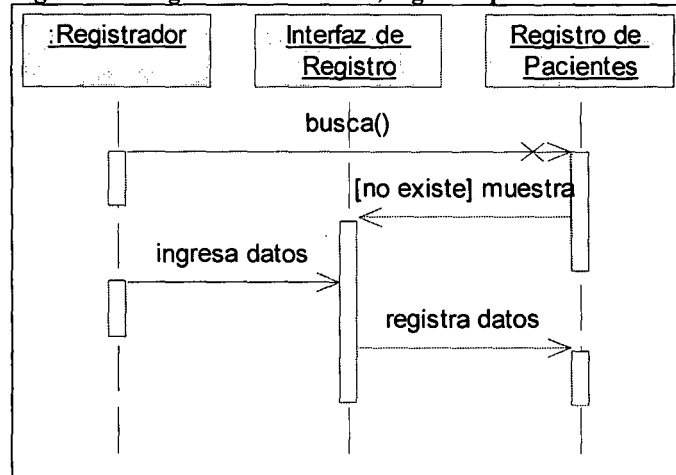 :Registrador
Interfaz de
Registro
Registro de
Pacientes
busca()
[no existe] muestra
ingresa datos
registra datos